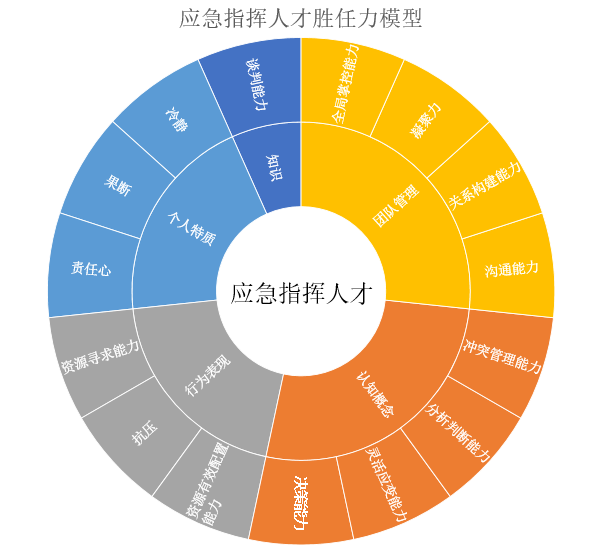 应急指挥人才胜任力模型
全局掌控能力
凝聚力
关系构建能力
沟通能力
团队管理
冲突管理能力
分析判断能力
灵活应变能力
决策能力
认知概念
资源有效配置
能力
抗压
资源寻求能力
行为表现
责任心
果断
冷静
个人特质
谈判能力
知识
应急指挥人才